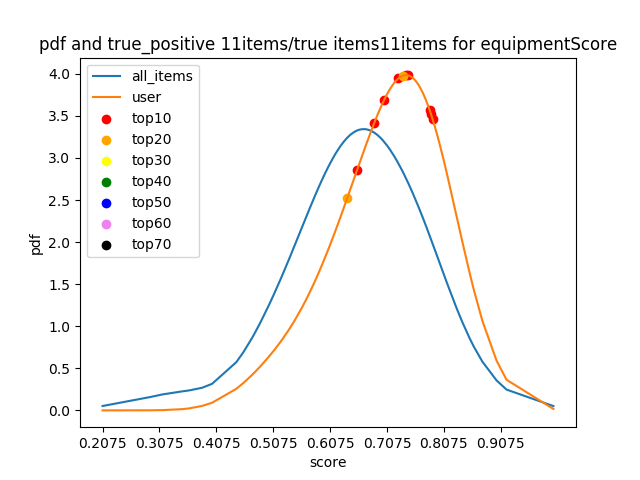 pdf and true_positive 11items/true items11items for equipmentScore
all_items
user
top10
top20
top30
top40
top50
top60
top70
pdf
4.0
3.5
3.0
2.5
2.0
1.5
1.0
0.5
0.0
0.2075 0.3075 0.4075 0.5075 0.6075 0.7075 0.8075 0.9075
score